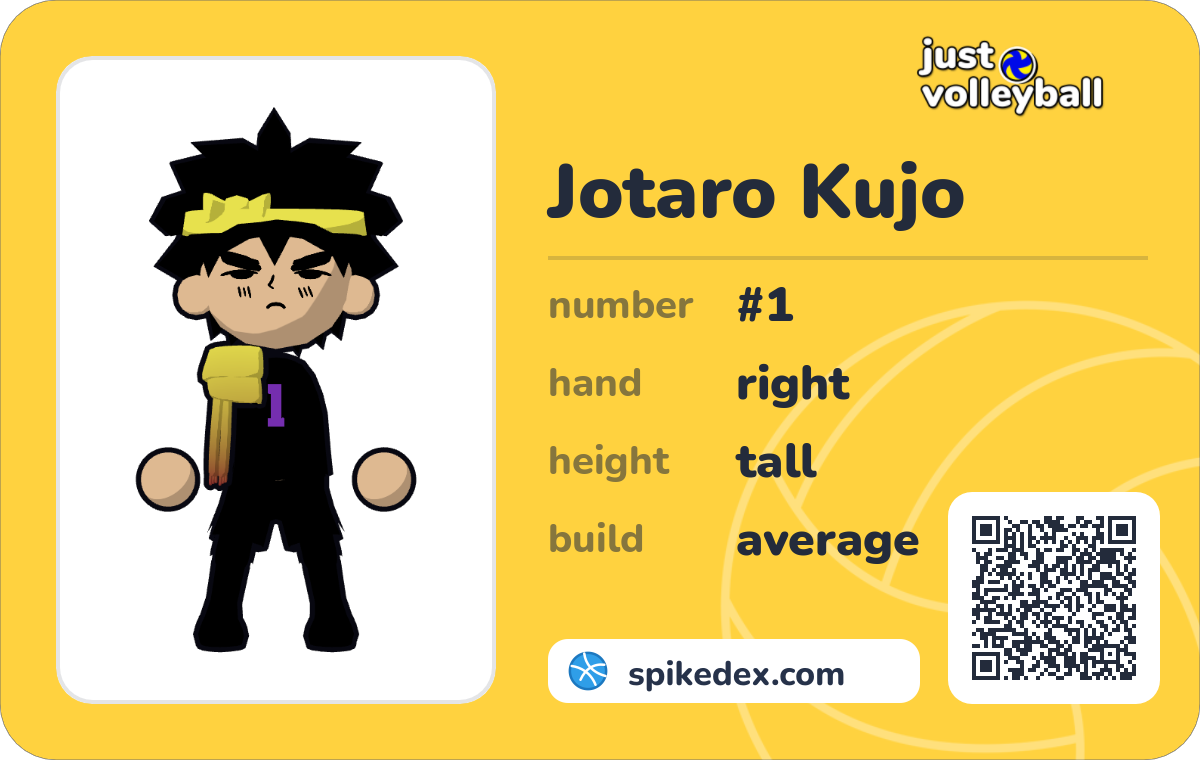 just
volleyball
Jotaro Kujo
number #1
hand right
height tall
build average
1
spikedex.com